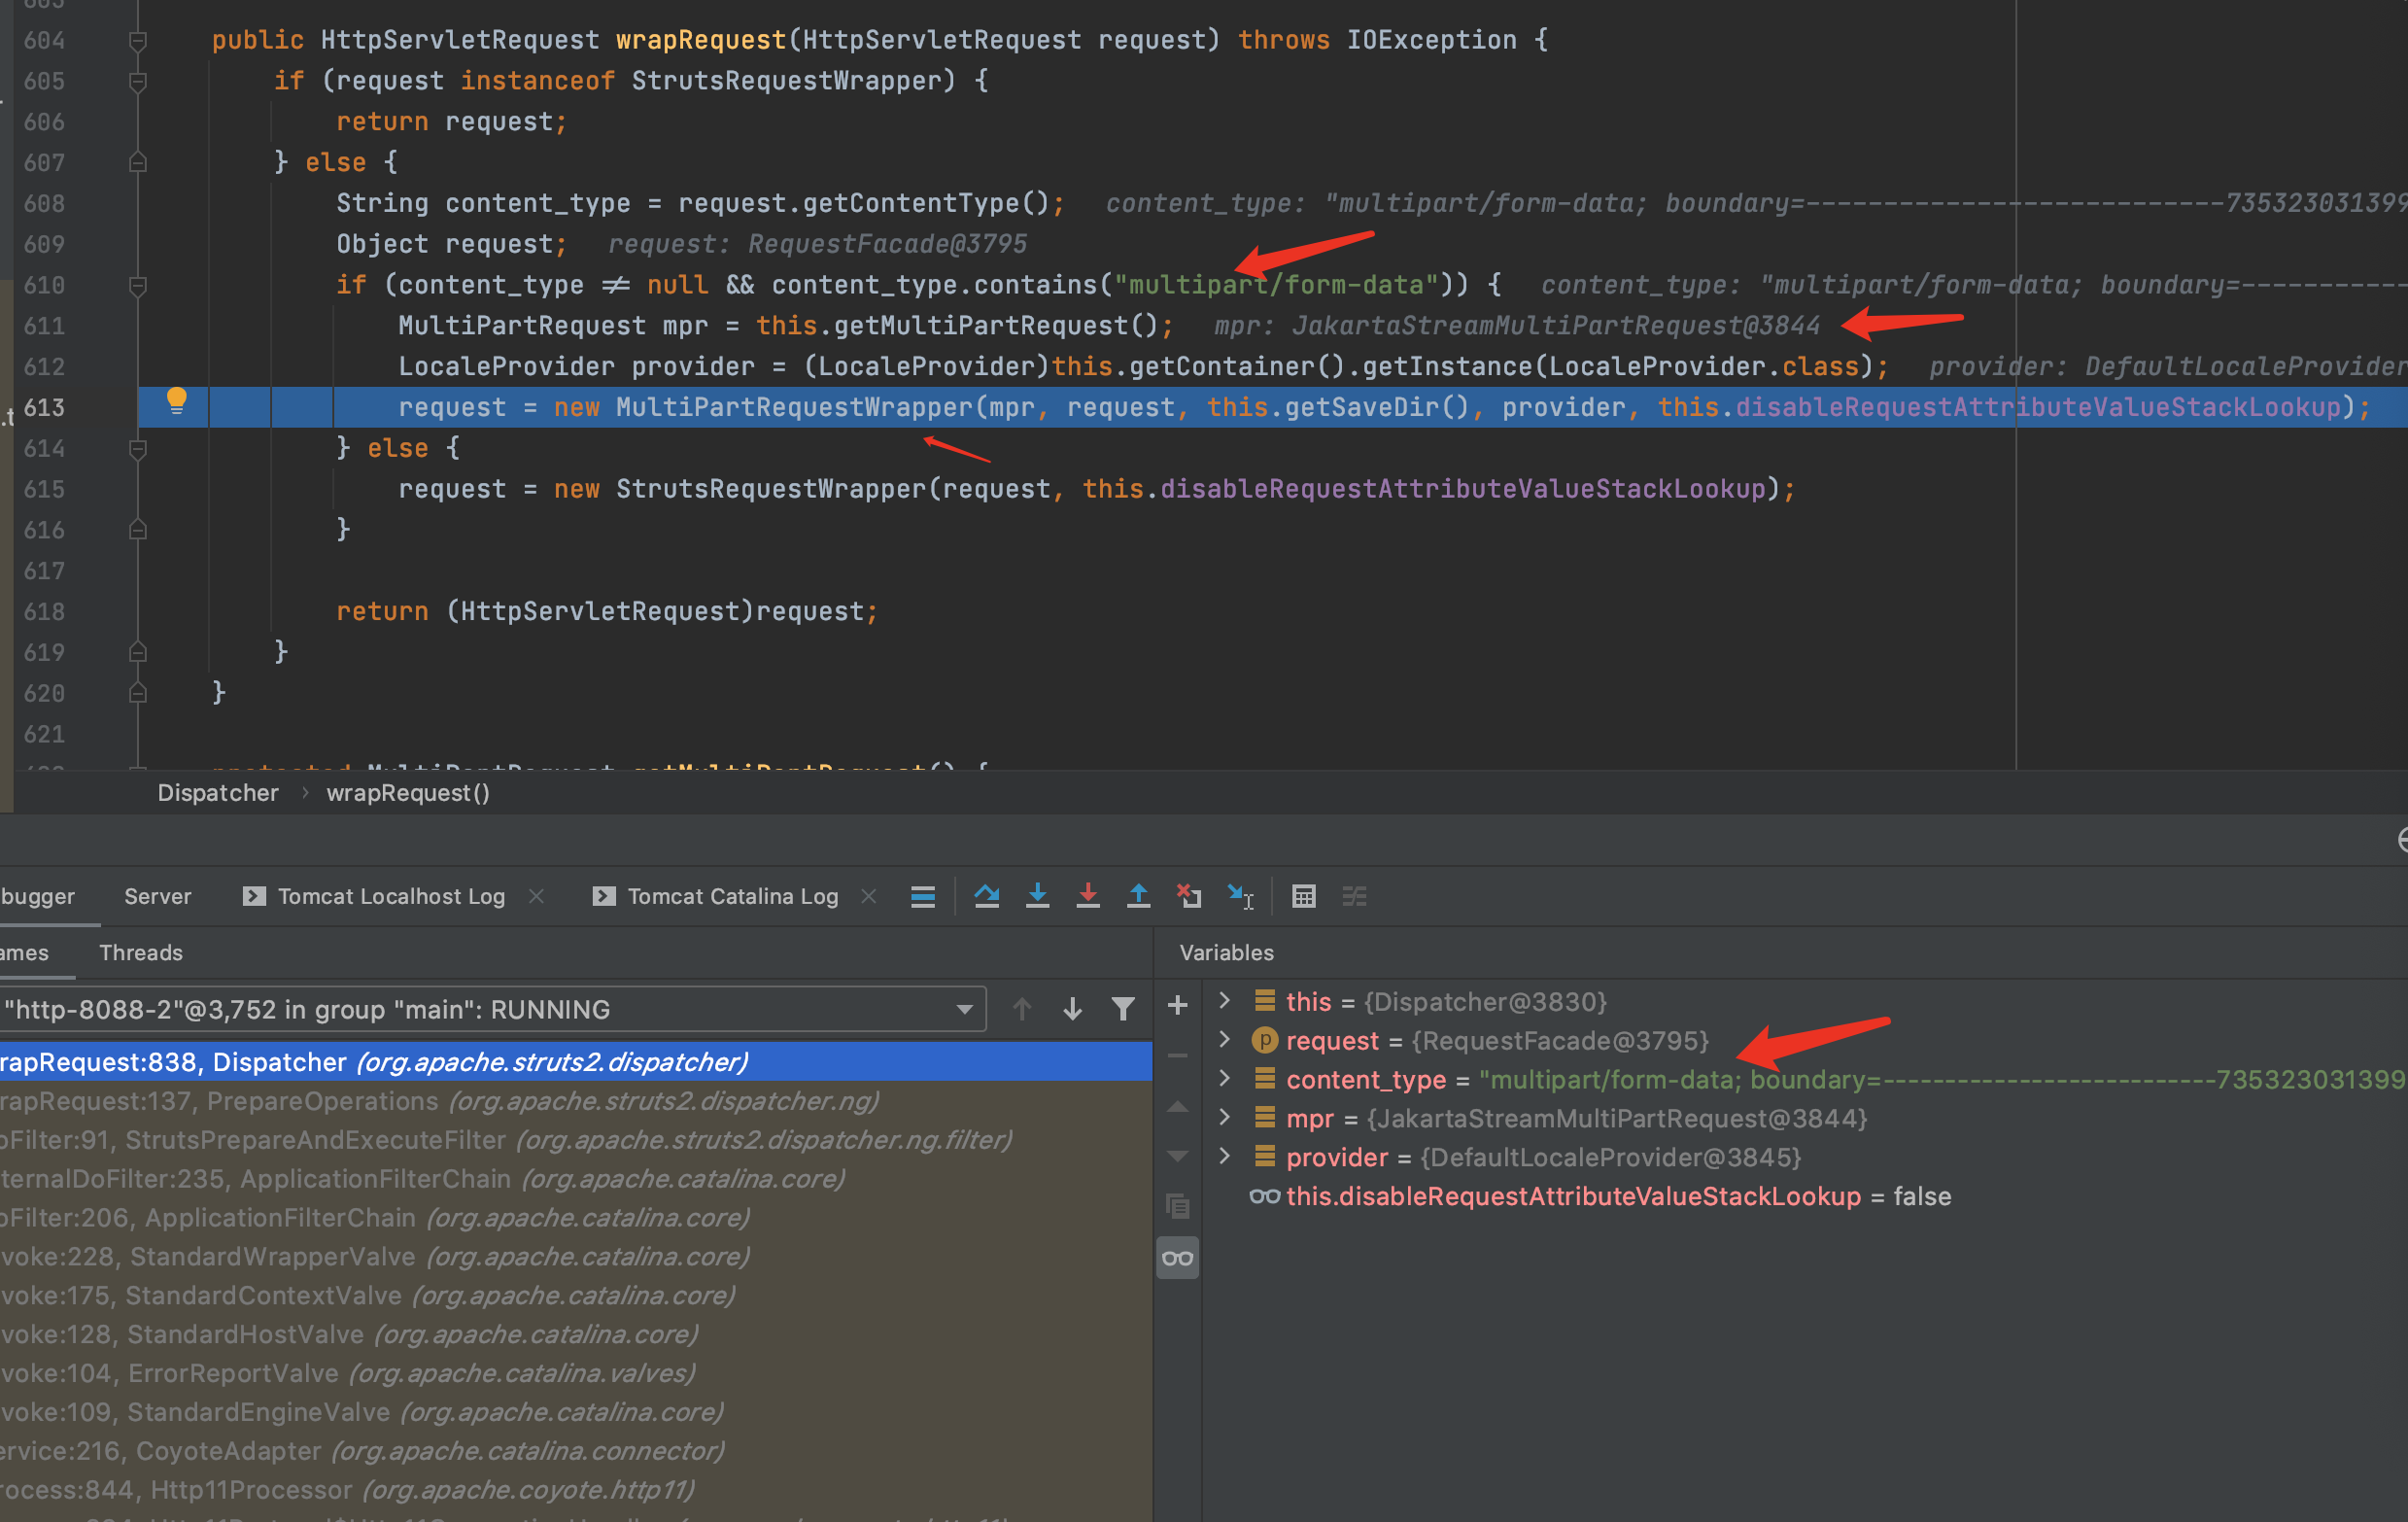 603
604 public HttpServletRequest wrapRequest(HttpServletRequest request) throws IOException {
605 if (request instanceof StrutsRequestWrapper) {
606 return request;
607 } else {
608 String content_type = request.getContentType(); content_type: "multipart/form-data; boundary=---------------------------735323031399
609 Object request; request: RequestFacade@3795
610 if (content_type ≠ null && content_type.contains("multipart/form-data")) { content_type: "multipart/form-data; boundary=-----------
611 MultiPartRequest mpr = this.getMultiPartRequest(); mpr: JakartaStreamMultiPartRequest@3844
612 LocaleProvider provider = (LocaleProvider)this.getContainer().getInstance(LocaleProvider.class); provider: DefaultLocaleProvider
.t 613 request = new MultiPartRequestWrapper(mpr, request, this.getSaveDir(), provider, this.disableRequestAttributeValueStackLookup);
614 } else {
615 request = new StrutsRequestWrapper(request, this.disableRequestAttributeValueStackLookup);
616 }
617
618 return (HttpServletRequest)request;
619 }
620 }
621
protected MultiPartRequest getMultiPartRequest() {
Dispatcher › wrapRequest()
bugger Server Tomcat Localhost Log × Tomcat Catalina Log ×
ames Threads
Variables
"http-8088-2"@3,752 in group "main": RUNNING
rapRequest:838, Dispatcher (org.apache.struts2.dispatcher)
rapRequest:137, PrepareOperations (org.apache.struts2.dispatcher.ng)
oFilter:91, StrutsPrepareAndExecuteFilter (org.apache.struts2.dispatcher.ng.filter)
ternalDoFilter:235, ApplicationFilterChain (org.apache.catalina.core)
oFilter:206, ApplicationFilterChain (org.apache.catalina.core)
voke:228, StandardWrapperValve (org.apache.catalina.core)
voke:175, StandardContextValve (org.apache.catalina.core)
voke:128, StandardHostValve (org.apache.catalina.core)
voke:104, ErrorReportValve (org.apache.catalina.valves)
voke:109, StandardEngineValve (org.apache.catalina.core)
ervice:216, CoyoteAdapter (org.apache.catalina.connector)
rocess:844, Http11Processor (org.apache.coyote.http11)
this = {Dispatcher@3830}
p request = {RequestFacade@3795}
content_type = "multipart/form-data; boundary=---------------------------735323031399
mpr = {JakartaStreamMultiPartRequest@3844}
provider = {DefaultLocaleProvider@3845}
this.disableRequestAttributeValueStackLookup = false